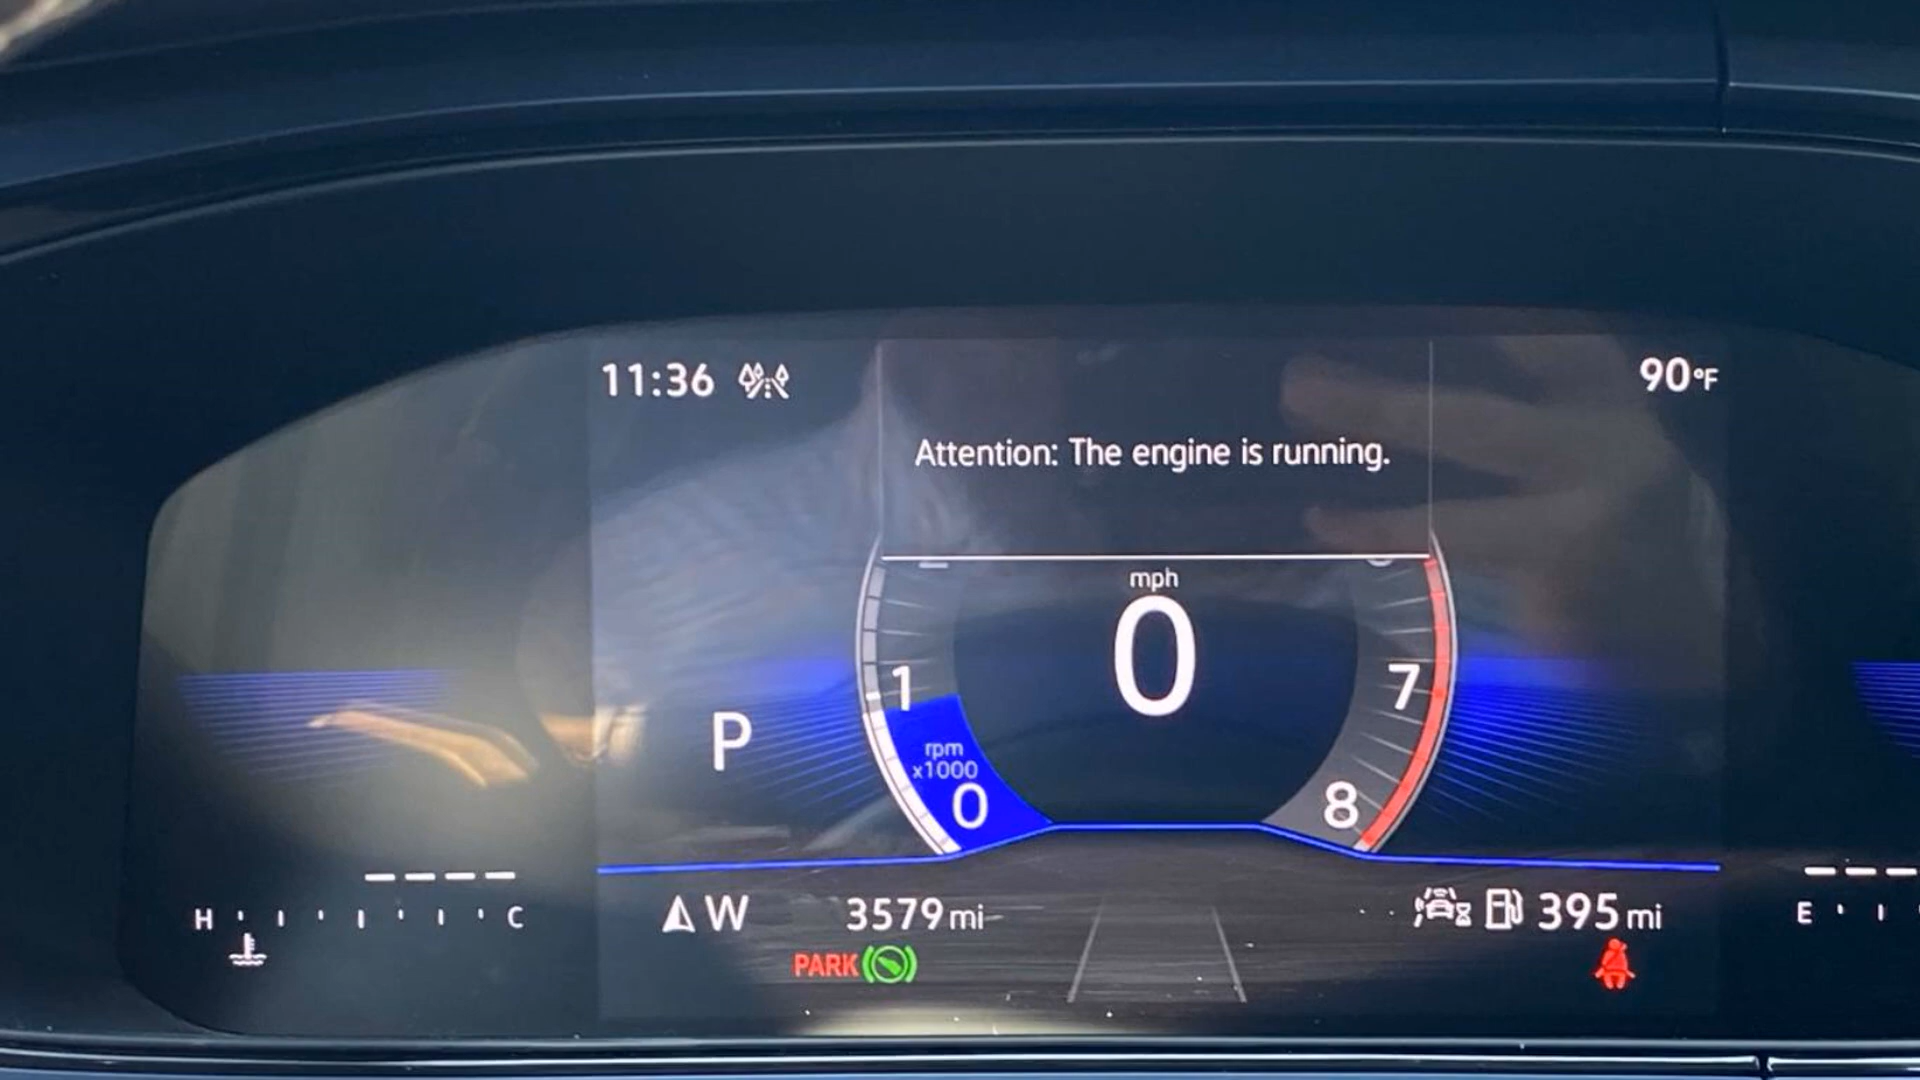 11:36
90°F
Attention: The engine is running.
mph
0
1
7
P
rpm
x1000
0
8
H C
W
3579 mi
395 mi
E
PARK